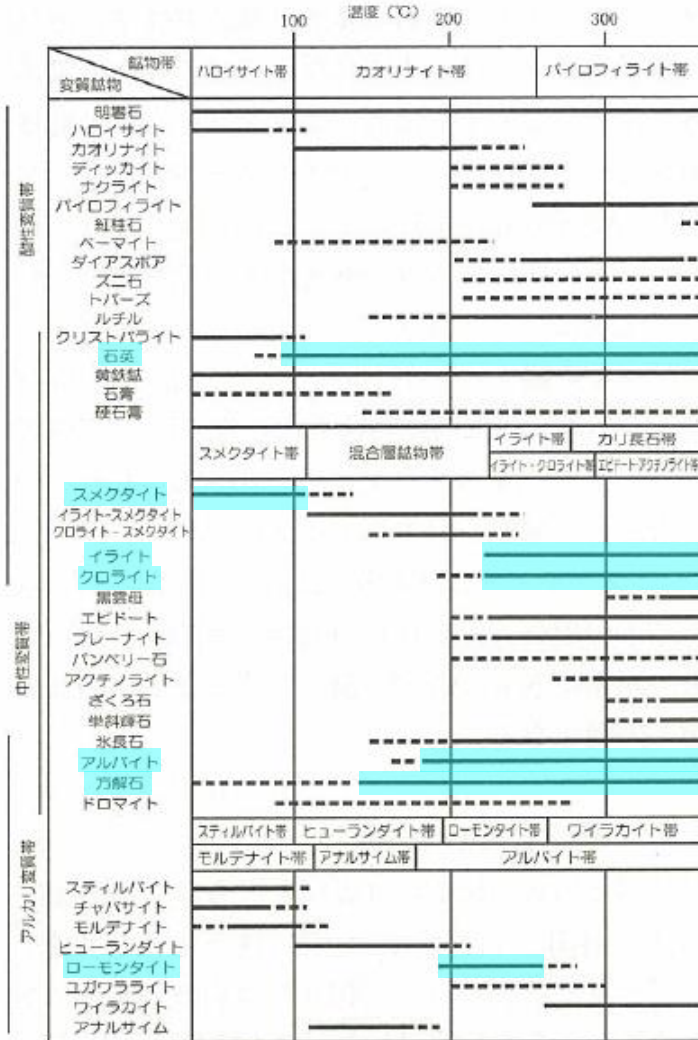 温度 (℃)
100 200 300
鉱物帯
変質鉱物
ハロイサイト帯 カオリナイト帯 パイロフィライト帯
酸性変質帯
明礬石
ハロイサイト
カオリナイト
ディッカイト
ナクライト
パイロフィライト
紅柱石
ベーマイト
ダイアスポア
ズニ石
トパーズ
ルチル
クリストバライト
石英
黄鉄鉱
石膏
硬石膏
スメクタイト帯 混合層鉱物帯 イライト帯 カリ長石帯
イライト・クロライト帯 エピドートアクチノライト帯
中性変質帯
スメクタイト
イライト-スメクタイト
クロライト-スメクタイト
イライト
クロライト
黒雲母
エピドート
プレーナイト
パンペリー石
アクチノライト
ざくろ石
単斜輝石
氷長石
アルバイト
方解石
ドロマイト
スティルバイト帯 ヒューランダイト帯 ローモンタイト帯 ワイラカイト帯
モルデナイト帯 アナルサイム帯 アルバイト帯
アルカリ変質帯
スティルバイト
チャバサイト
モルデナイト
ヒューランダイト
ローモンタイト
ユガワラライト
ワイラカイト
アナルサイム